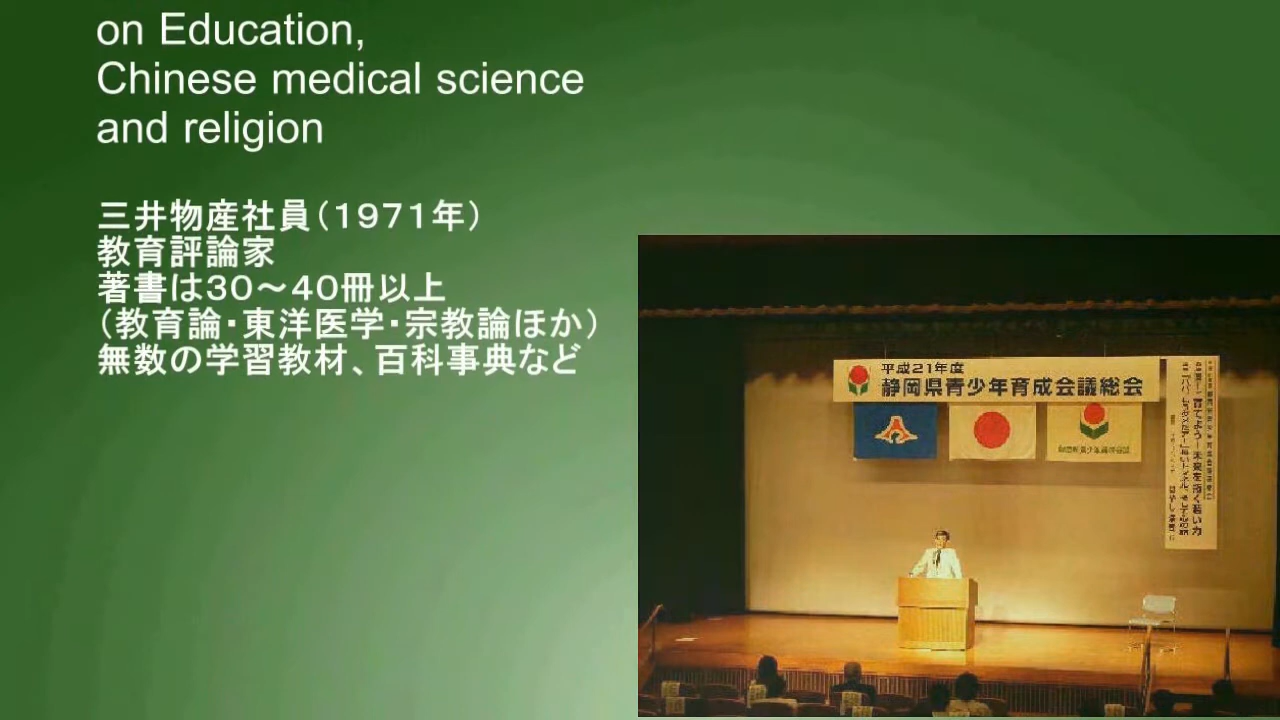 on Education,
Chinese medical science
and religion
三井物産社員（１９７１年）
教育評論家
著書は３０～４０冊以上
（教育論・東洋医学・宗教論ほか）
無数の学習教材、百科事典など
平成21年度
静岡県青少年育成会議総会